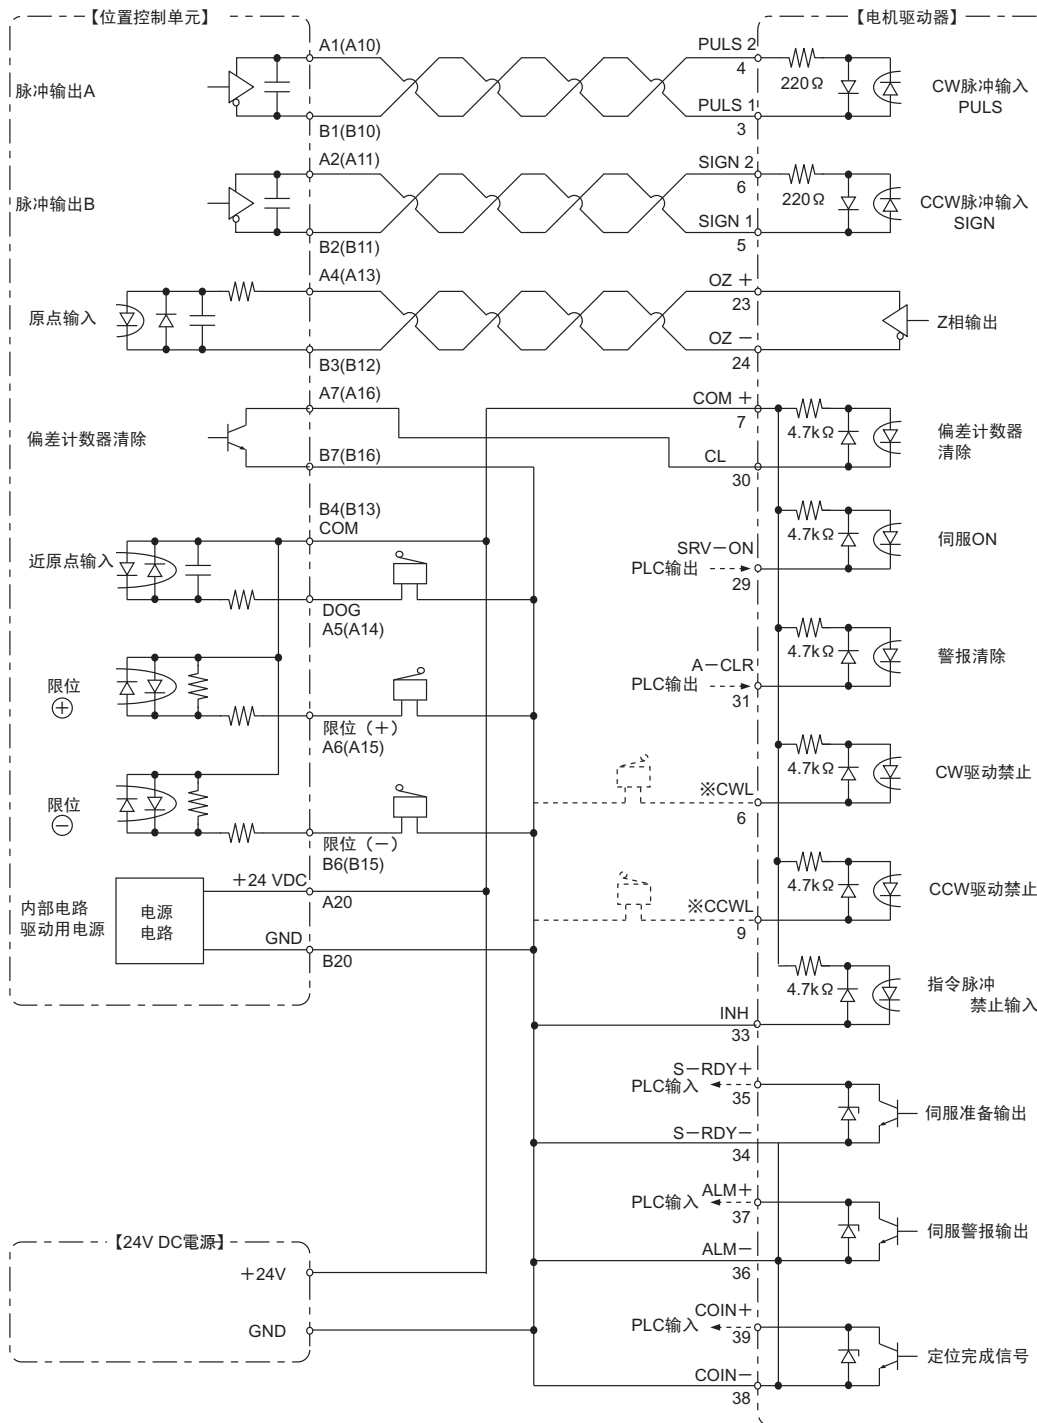 【位置控制单元】
【电机驱动器】
A1(A10)
PULS 2
4
220Ω
脉冲输出A
CW脉冲输入
PULS
PULS 1
B1(B10)
3
A2(A11)
SIGN 2
6
220Ω
脉冲输出B
CCW脉冲输入
SIGN
SIGN 1
B2(B11)
5
A4(A13)
OZ +
23
原点输入
Z相输出
OZ −
B3(B12)
24
A7(A16)
COM +
7
4.7kΩ
偏差计数器清除
偏差计数器
清除
B7(B16)
CL
30
B4(B13)
COM
4.7kΩ
近原点输入
SRV−ON
PLC输出
29
伺服ON
DOG
A5(A14)
4.7kΩ
A−CLR
PLC输出
31
警报清除
限位
⊕
限位(+)
A6(A15)
4.7kΩ
※CWL
6
CW驱动禁止
限位
⊖
限位(−)
B6(B15)
+24 VDC
A20
4.7kΩ
※CCWL
9
CCW驱动禁止
内部电路
驱动用电源
电源
电路
GND
B20
4.7kΩ
指令脉冲
禁止输入
INH
33
S−RDY+
PLC输入
35
伺服准备输出
S−RDY−
34
ALM+
PLC输入
37
伺服警报输出
ALM−
36
【24V DC電源】
+24V
GND
COIN+
PLC输入
39
定位完成信号
COIN−
38